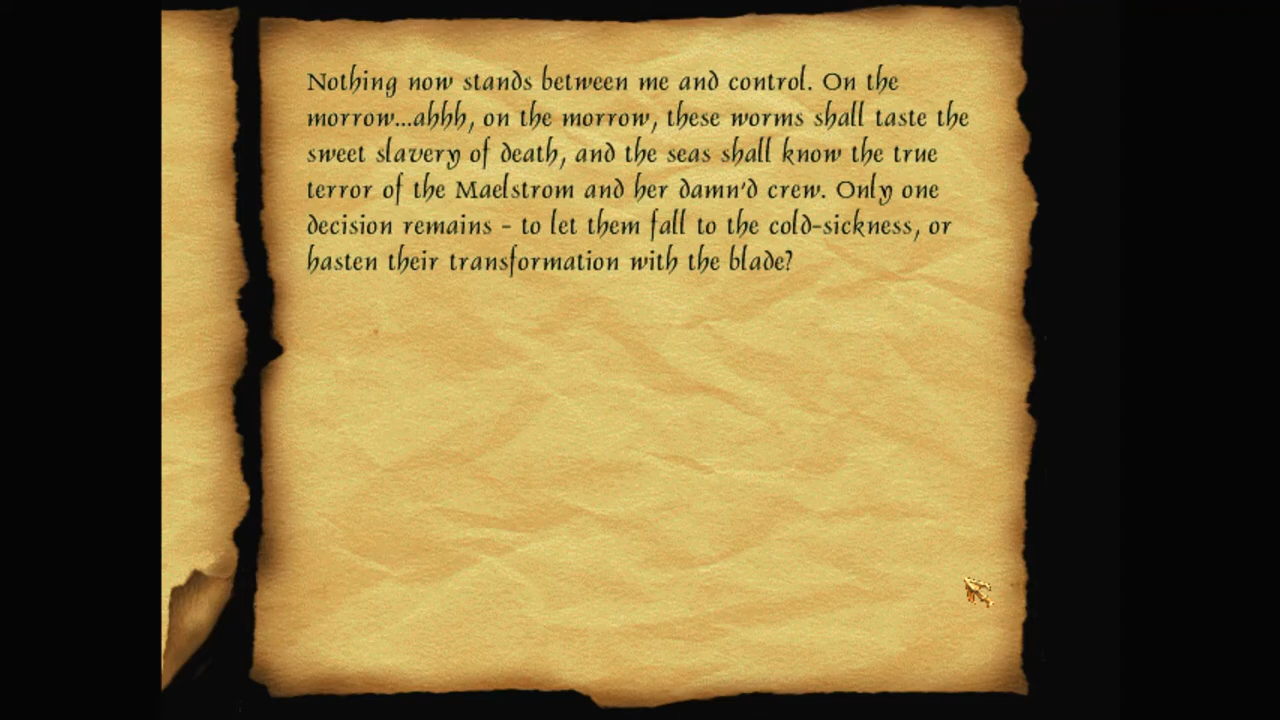 Nothing now stands between me and control. On the
morrow...ahhh, on the morrow, these worms shall taste the
sweet slavery of death, and the seas shall know the true
terror of the Maelstrom and her damn'd crew. Only one
decision remains - to let them fall to the cold-sickness, or
hasten their transformation with the blade?